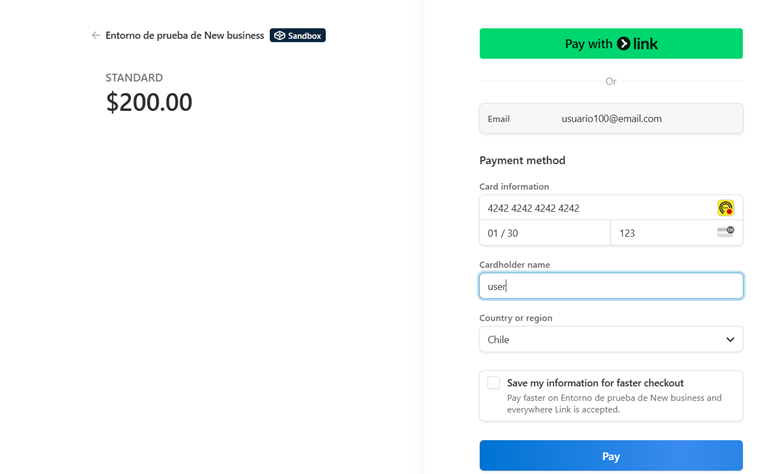 Entorno de prueba de New business Sandbox
STANDARD
$200.00
Pay with link
Or
Email usuario100@email.com
Payment method
Card information
4242 4242 4242 4242
01 / 30 123
Cardholder name
user
Country or region
Chile
Save my information for faster checkout
Pay faster on Entorno de prueba de New business and
everywhere Link is accepted.
Pay